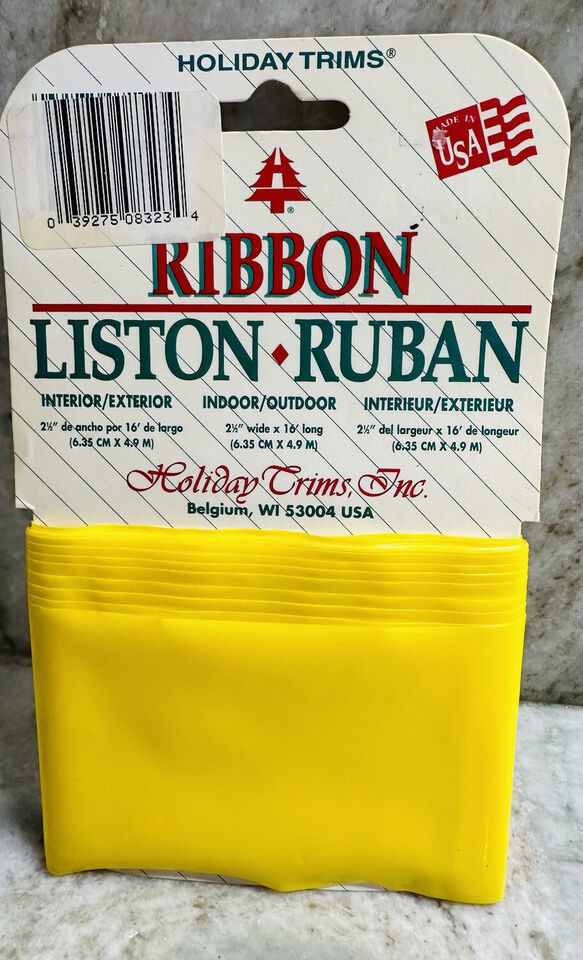 HOLIDAY TRIMS®
MADE IN
USA
0 39275 08323 4
®
RIBBON
LISTON ♦ RUBAN
INTERIOR/EXTERIOR
2½" de ancho por 16' de largo
(6.35 CM X 4.9 M)
INDOOR/OUTDOOR
2½" wide x 16' long
(6.35 CM X 4.9 M)
INTERIEUR/EXTERIEUR
2½" del largeur x 16' de longeur
(6.35 CM X 4.9 M)
Holiday Trims, Inc.
Belgium, WI 53004 USA